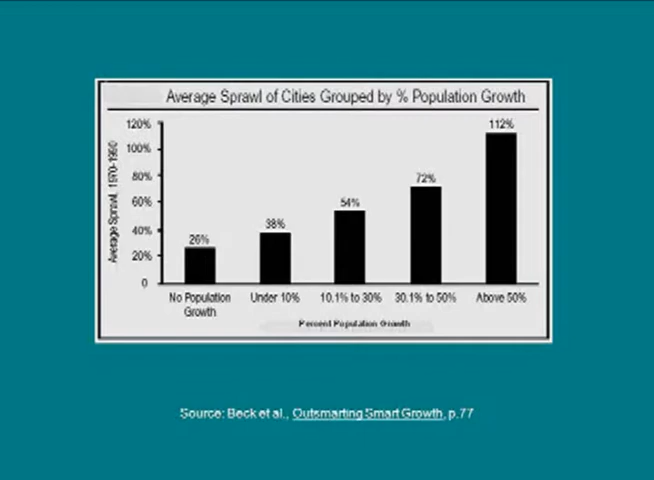 Average Sprawl of Cities Grouped by % Population Growth
Average Sprawl, 1970-1990
120%
100%
80%
60%
40%
20%
0
26%
38%
54%
72%
112%
No Population Growth
Under 10%
10.1% to 30%
30.1% to 50%
Above 50%
Percent Population Growth
Source: Beck et al., Outsmarting Smart Growth, p.77